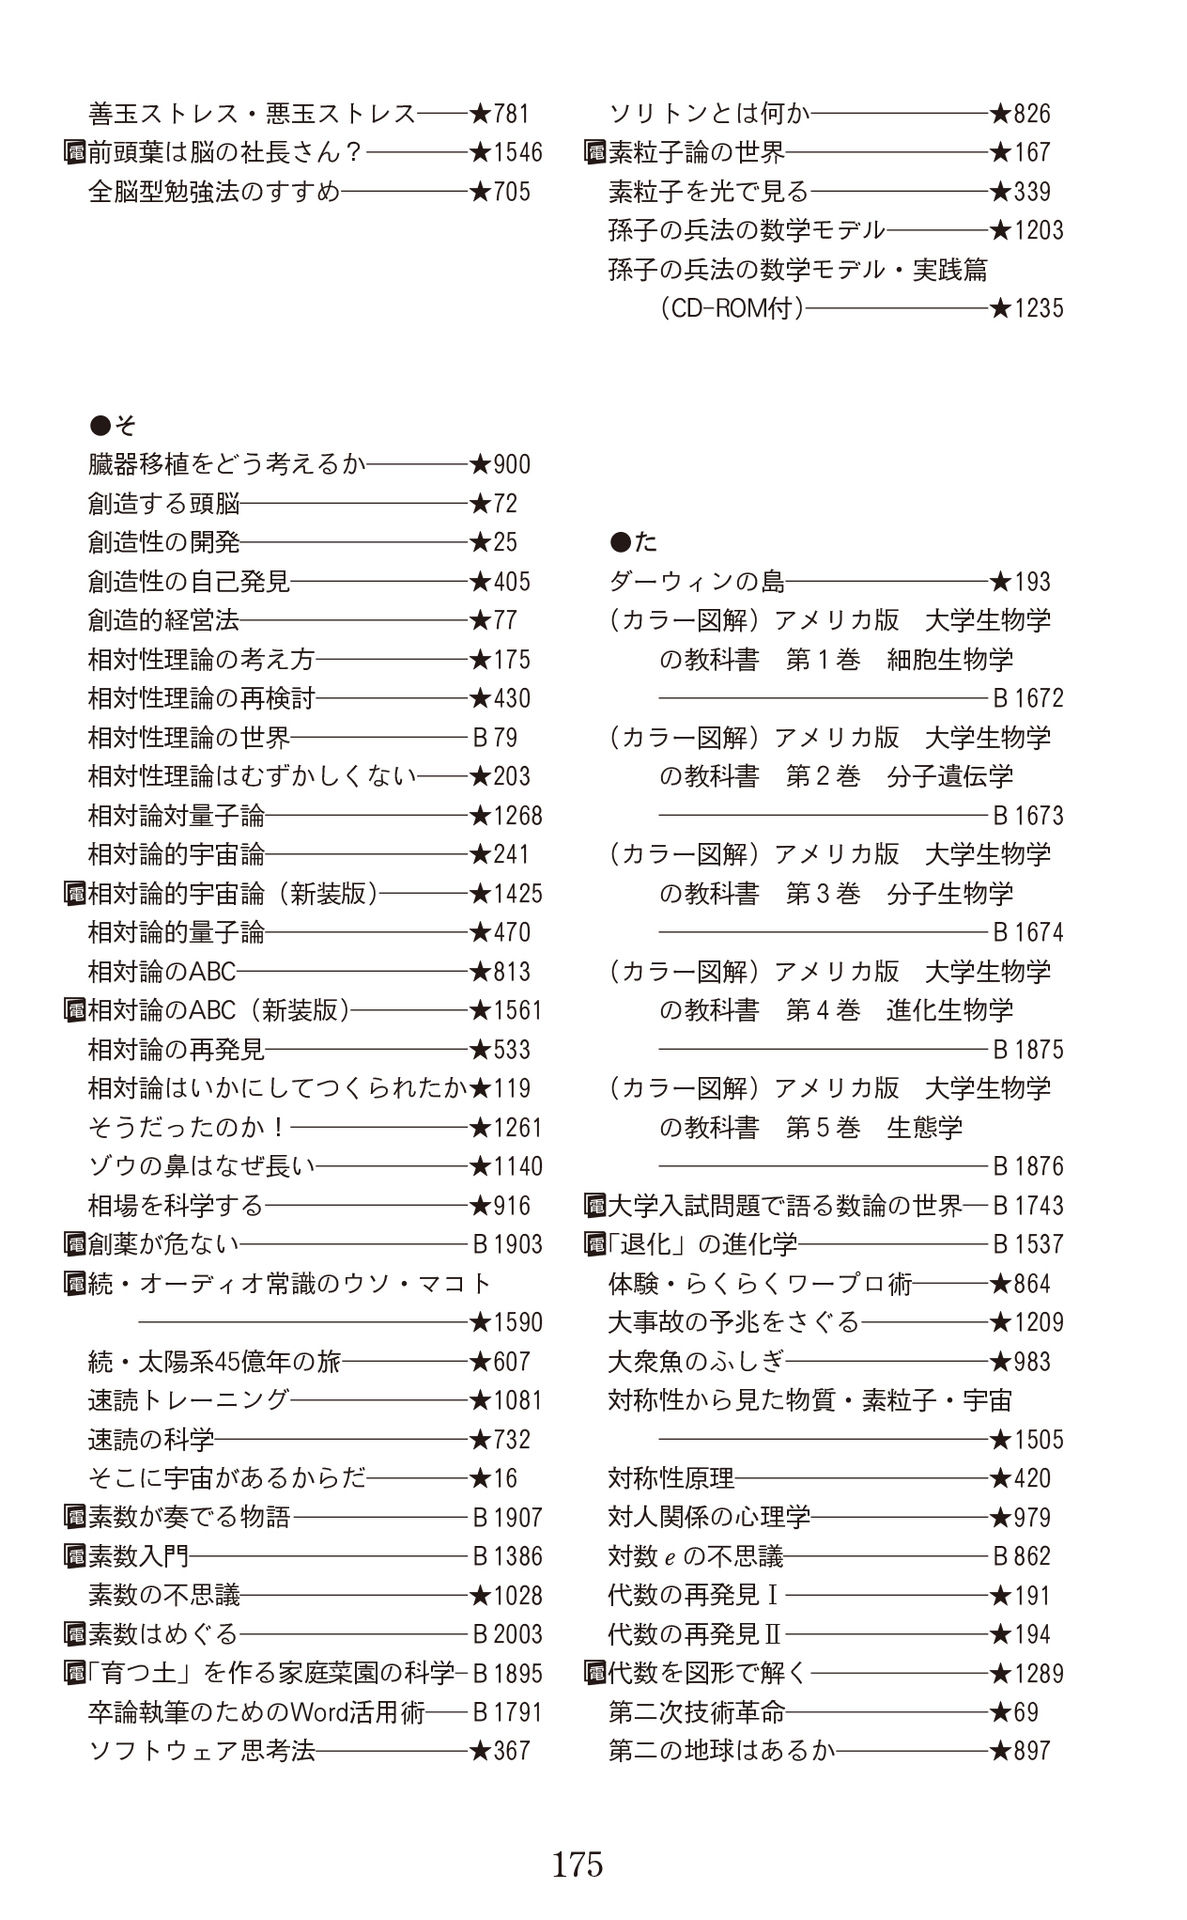 善玉ストレス・悪玉ストレス――★781
電前頭葉は脳の社長さん？――――★1546
全脳型勉強法のすすめ―――――★705
●そ
臓器移植をどう考えるか――――★900
創造する頭脳―――――――――★72
創造性の開発―――――――――★25
創造性の自己発見―――――――★405
創造的経営法―――――――――★77
相対性理論の考え方――――――★175
相対性理論の再検討――――――★430
相対性理論の世界―――――――B79
相対性理論はむずかしくない――★203
相対論対量子論――――――――★1268
相対論的宇宙論――――――――★241
電相対論的宇宙論（新装版）―――★1425
相対論的量子論――――――――★470
相対論のABC―――――――――★813
電相対論のABC（新装版）――――★1561
相対論の再発見――――――――★533
相対論はいかにしてつくられたか★119
そうだったのか！―――――――★1261
ゾウの鼻はなぜ長い――――――★1140
相場を科学する――――――――★916
電創薬が危ない―――――――――B1903
電続・オーディオ常識のウソ・マコト
―――――――――――――★1590
続・太陽系45億年の旅―――――★607
速読トレーニング―――――――★1081
速読の科学――――――――――★732
そこに宇宙があるからだ――――★16
電素数が奏でる物語―――――――B1907
電素数入門―――――――――――B1386
素数の不思議―――――――――★1028
電素数はめぐる―――――――――B2003
電「育つ土」を作る家庭菜園の科学–B1895
卒論執筆のためのWord活用術――B1791
ソフトウェア思考法――――――★367
ソリトンとは何か―――――――★826
電素粒子論の世界――――――――★167
素粒子を光で見る―――――――★339
孫子の兵法の数学モデル――――★1203
孫子の兵法の数学モデル・実践篇
（CD-ROM付）―――――――★1235
●た
ダーウィンの島――――――――★193
（カラー図解）アメリカ版　大学生物学
の教科書　第1巻　細胞生物学
―――――――――――――B1672
（カラー図解）アメリカ版　大学生物学
の教科書　第2巻　分子遺伝学
―――――――――――――B1673
（カラー図解）アメリカ版　大学生物学
の教科書　第3巻　分子生物学
―――――――――――――B1674
（カラー図解）アメリカ版　大学生物学
の教科書　第4巻　進化生物学
―――――――――――――B1875
（カラー図解）アメリカ版　大学生物学
の教科書　第5巻　生態学
―――――――――――――B1876
電大学入試問題で語る数論の世界―B1743
電「退化」の進化学―――――――B1537
体験・らくらくワープロ術―――★864
大事故の予兆をさぐる―――――★1209
大衆魚のふしぎ――――――――★983
対称性から見た物質・素粒子・宇宙
―――――――――――――★1505
対称性原理――――――――――★420
対人関係の心理学―――――――★979
対数eの不思議――――――――B862
代数の再発見Ⅰ――――――――★191
代数の再発見Ⅱ――――――――★194
電代数を図形で解く―――――――★1289
第二次技術革命――――――――★69
第二の地球はあるか――――――★897
175